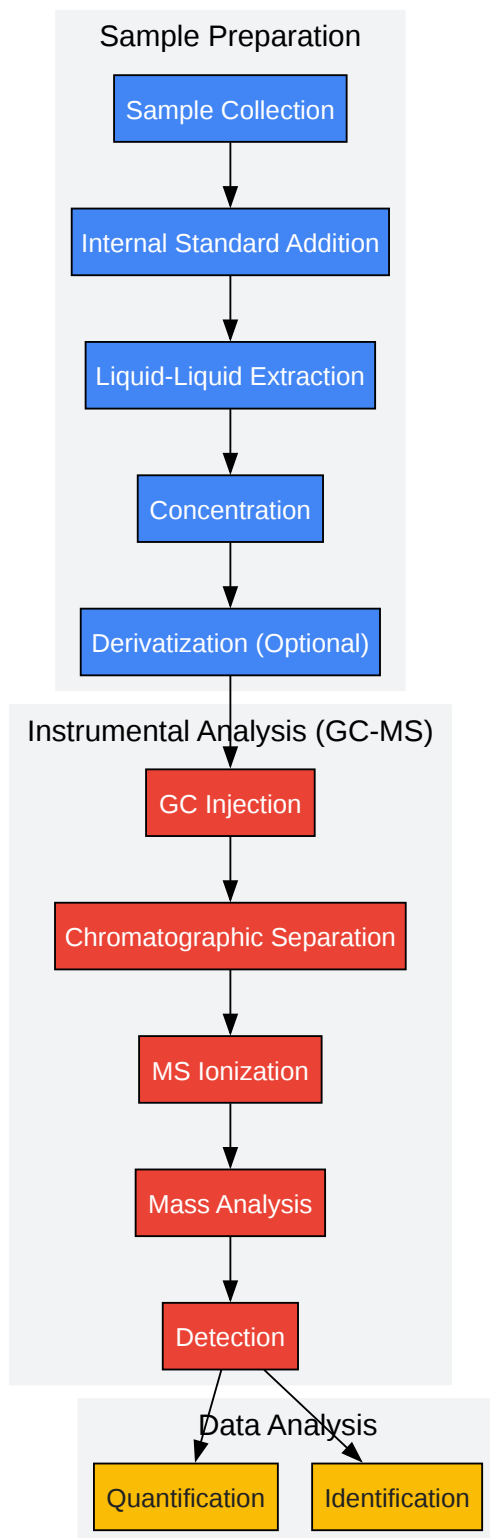 Sample Preparation
Sample Collection
Internal Standard Addition
Liquid-Liquid Extraction
Concentration
Derivatization (Optional)
Instrumental Analysis (GC-MS)
GC Injection
Chromatographic Separation
MS Ionization
Mass Analysis
Detection
Data Analysis
Quantification
Identification